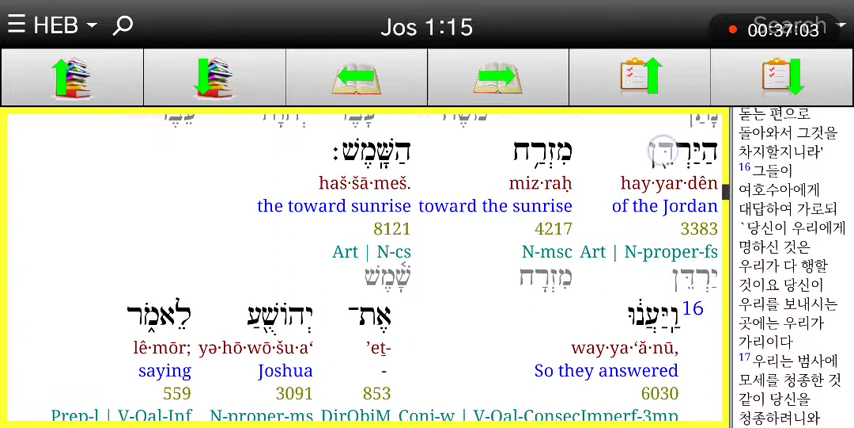 ☰ HEB Jos 1:15 Search
00:37:03
הַיַּרְדֵּ֖ן מִזְרַ֥ח הַשָּֽׁמֶשׁ׃
hay·yar·dên miz·raḥ haš·šā·meš.
of the Jordan toward the sunrise the toward sunrise
3383 4217 8121
Art | N-proper-fs N-msc Art | N-cs
יַרְדֵּן מִזְרָח שֶׁ֫מֶשׁ
16 וַֽיַּעֲנ֔וּ אֶת־ יְהוֹשֻׁ֖עַ לֵאמֹ֑ר
way·ya·‘ă·nū, ’eṯ- yə·hō·wō·šu·a‘ lê·mōr;
So they answered - Joshua saying
6030 853 3091 559
Conj-w | V-Qal-ConsecImperf-3mp DirObjM N-proper-ms Prep-l | V-Qal-Inf
돋는 편으로
돌아와서 그것을
차지할지니라'
16 그들이
여호수아에게
대답하여 가로되
`당신이 우리에게
명하신 것은
우리가 다 행할
것이요 당신이
우리를 보내시는
곳에는 우리가
가리이다
17 우리는 범사에
모세를 청종한 것
같이 당신을
청종하려니와